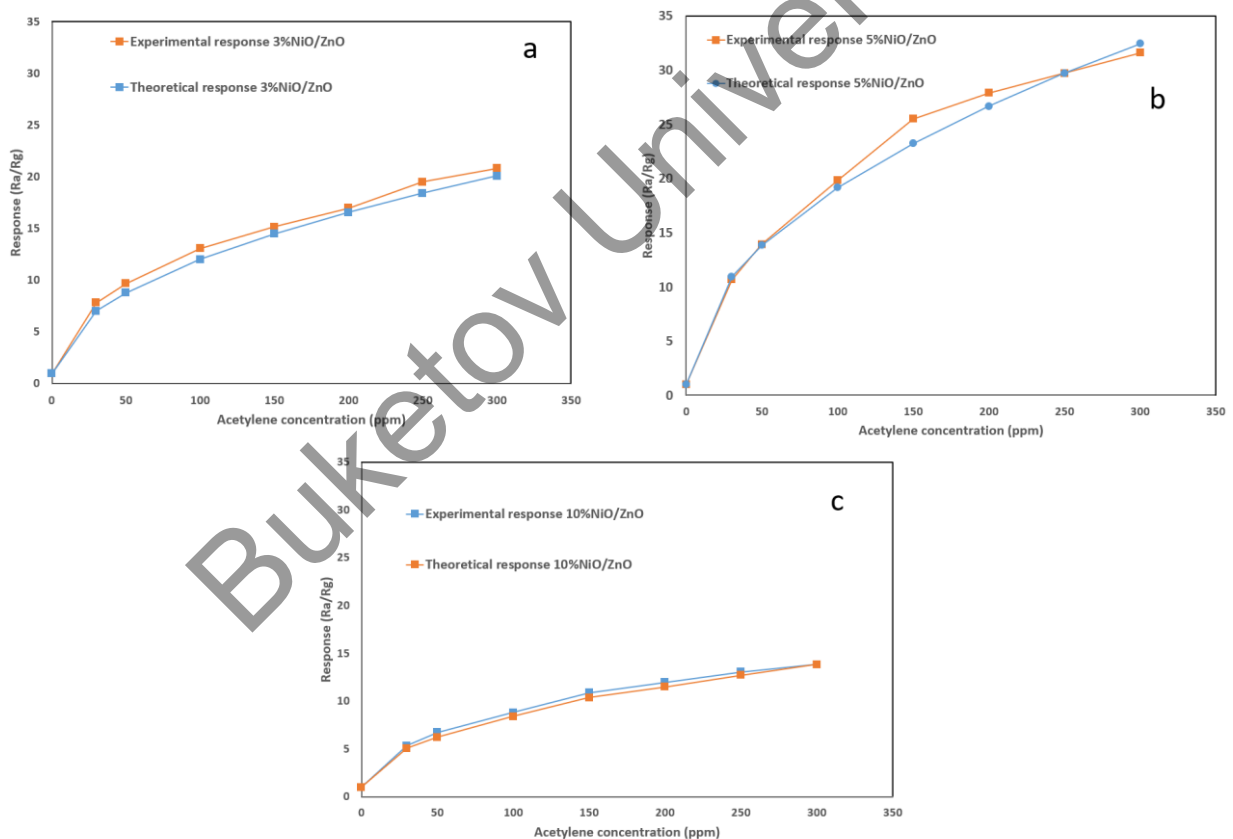 35
30
25
20
15
10
5
0
Response (Ra/Rg)
Experimental response 3%NiO/ZnO
Theoretical response 3%NiO/ZnO
a
0 50 100 150 200 250 300 350
Acetylene concentration (ppm)
35
30
25
20
15
10
5
0
Response (Ra/Rg)
Experimental response 5%NiO/ZnO
Theoretical response 5%NiO/ZnO
b
0 50 100 150 200 250 300 350
Acetylene concentration (ppm)
35
30
25
20
15
10
5
0
Response (Ra/Rg)
Experimental response 10%NiO/ZnO
Theoretical response 10%NiO/ZnO
c
0 50 100 150 200 250 300 350
Acetylene concentration (ppm)
Buketov Univer